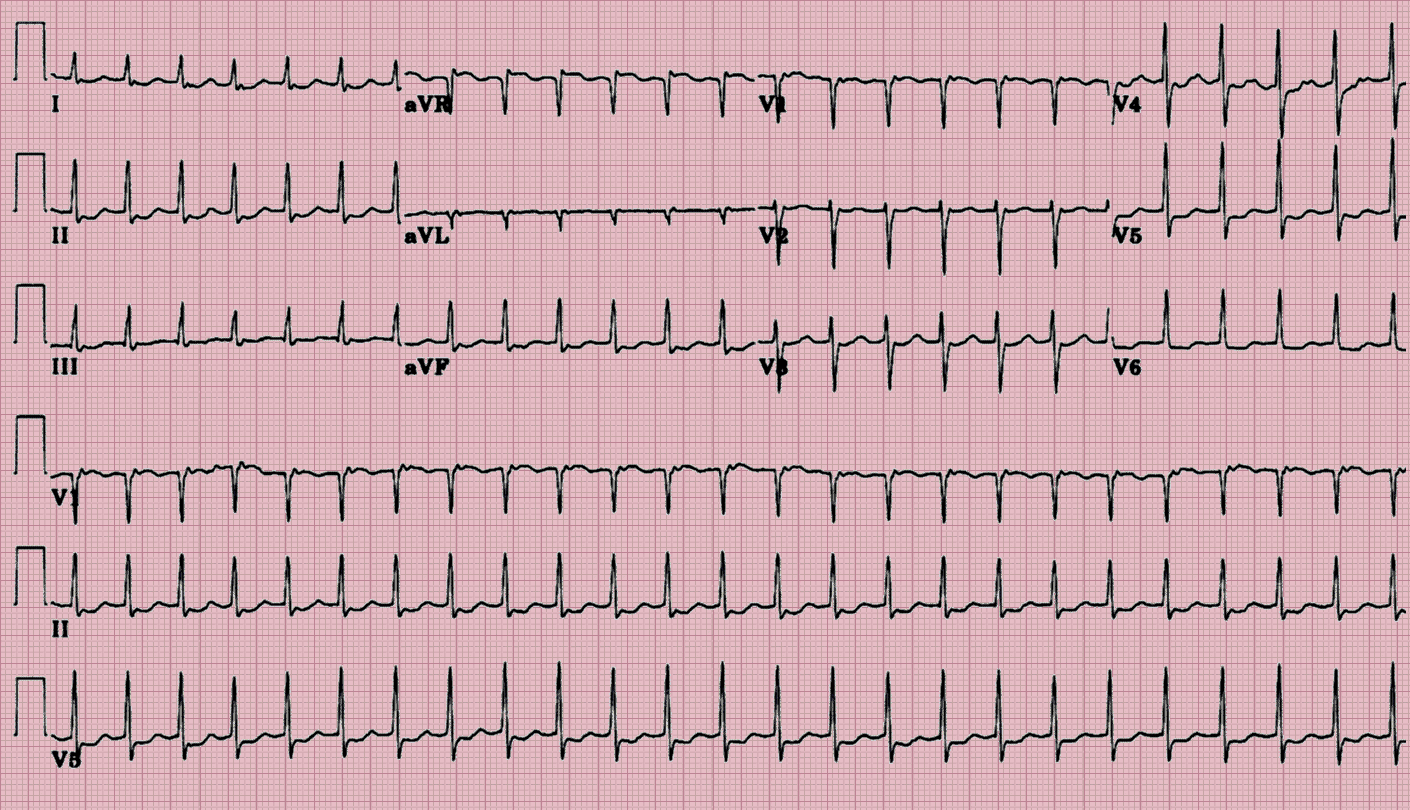 I aVR V1 V4
II aVL V2 V5
III aVF V3 V6
V1
II
V5